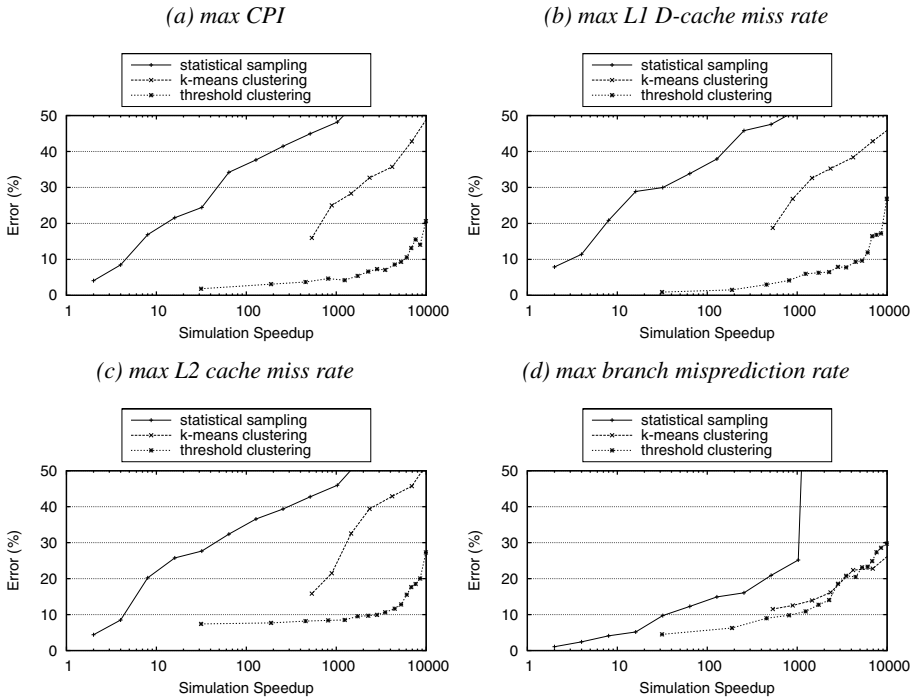 (a) max CPI
statistical sampling
k-means clustering
threshold clustering
50
40
30
20
10
0
Error (%)
1 10 100 1000 10000
Simulation Speedup
(b) max L1 D-cache miss rate
statistical sampling
k-means clustering
threshold clustering
50
40
30
20
10
0
Error (%)
1 10 100 1000 10000
Simulation Speedup
(c) max L2 cache miss rate
statistical sampling
k-means clustering
threshold clustering
50
40
30
20
10
0
Error (%)
1 10 100 1000 10000
Simulation Speedup
(d) max branch misprediction rate
statistical sampling
k-means clustering
threshold clustering
50
40
30
20
10
0
Error (%)
1 10 100 1000 10000
Simulation Speedup